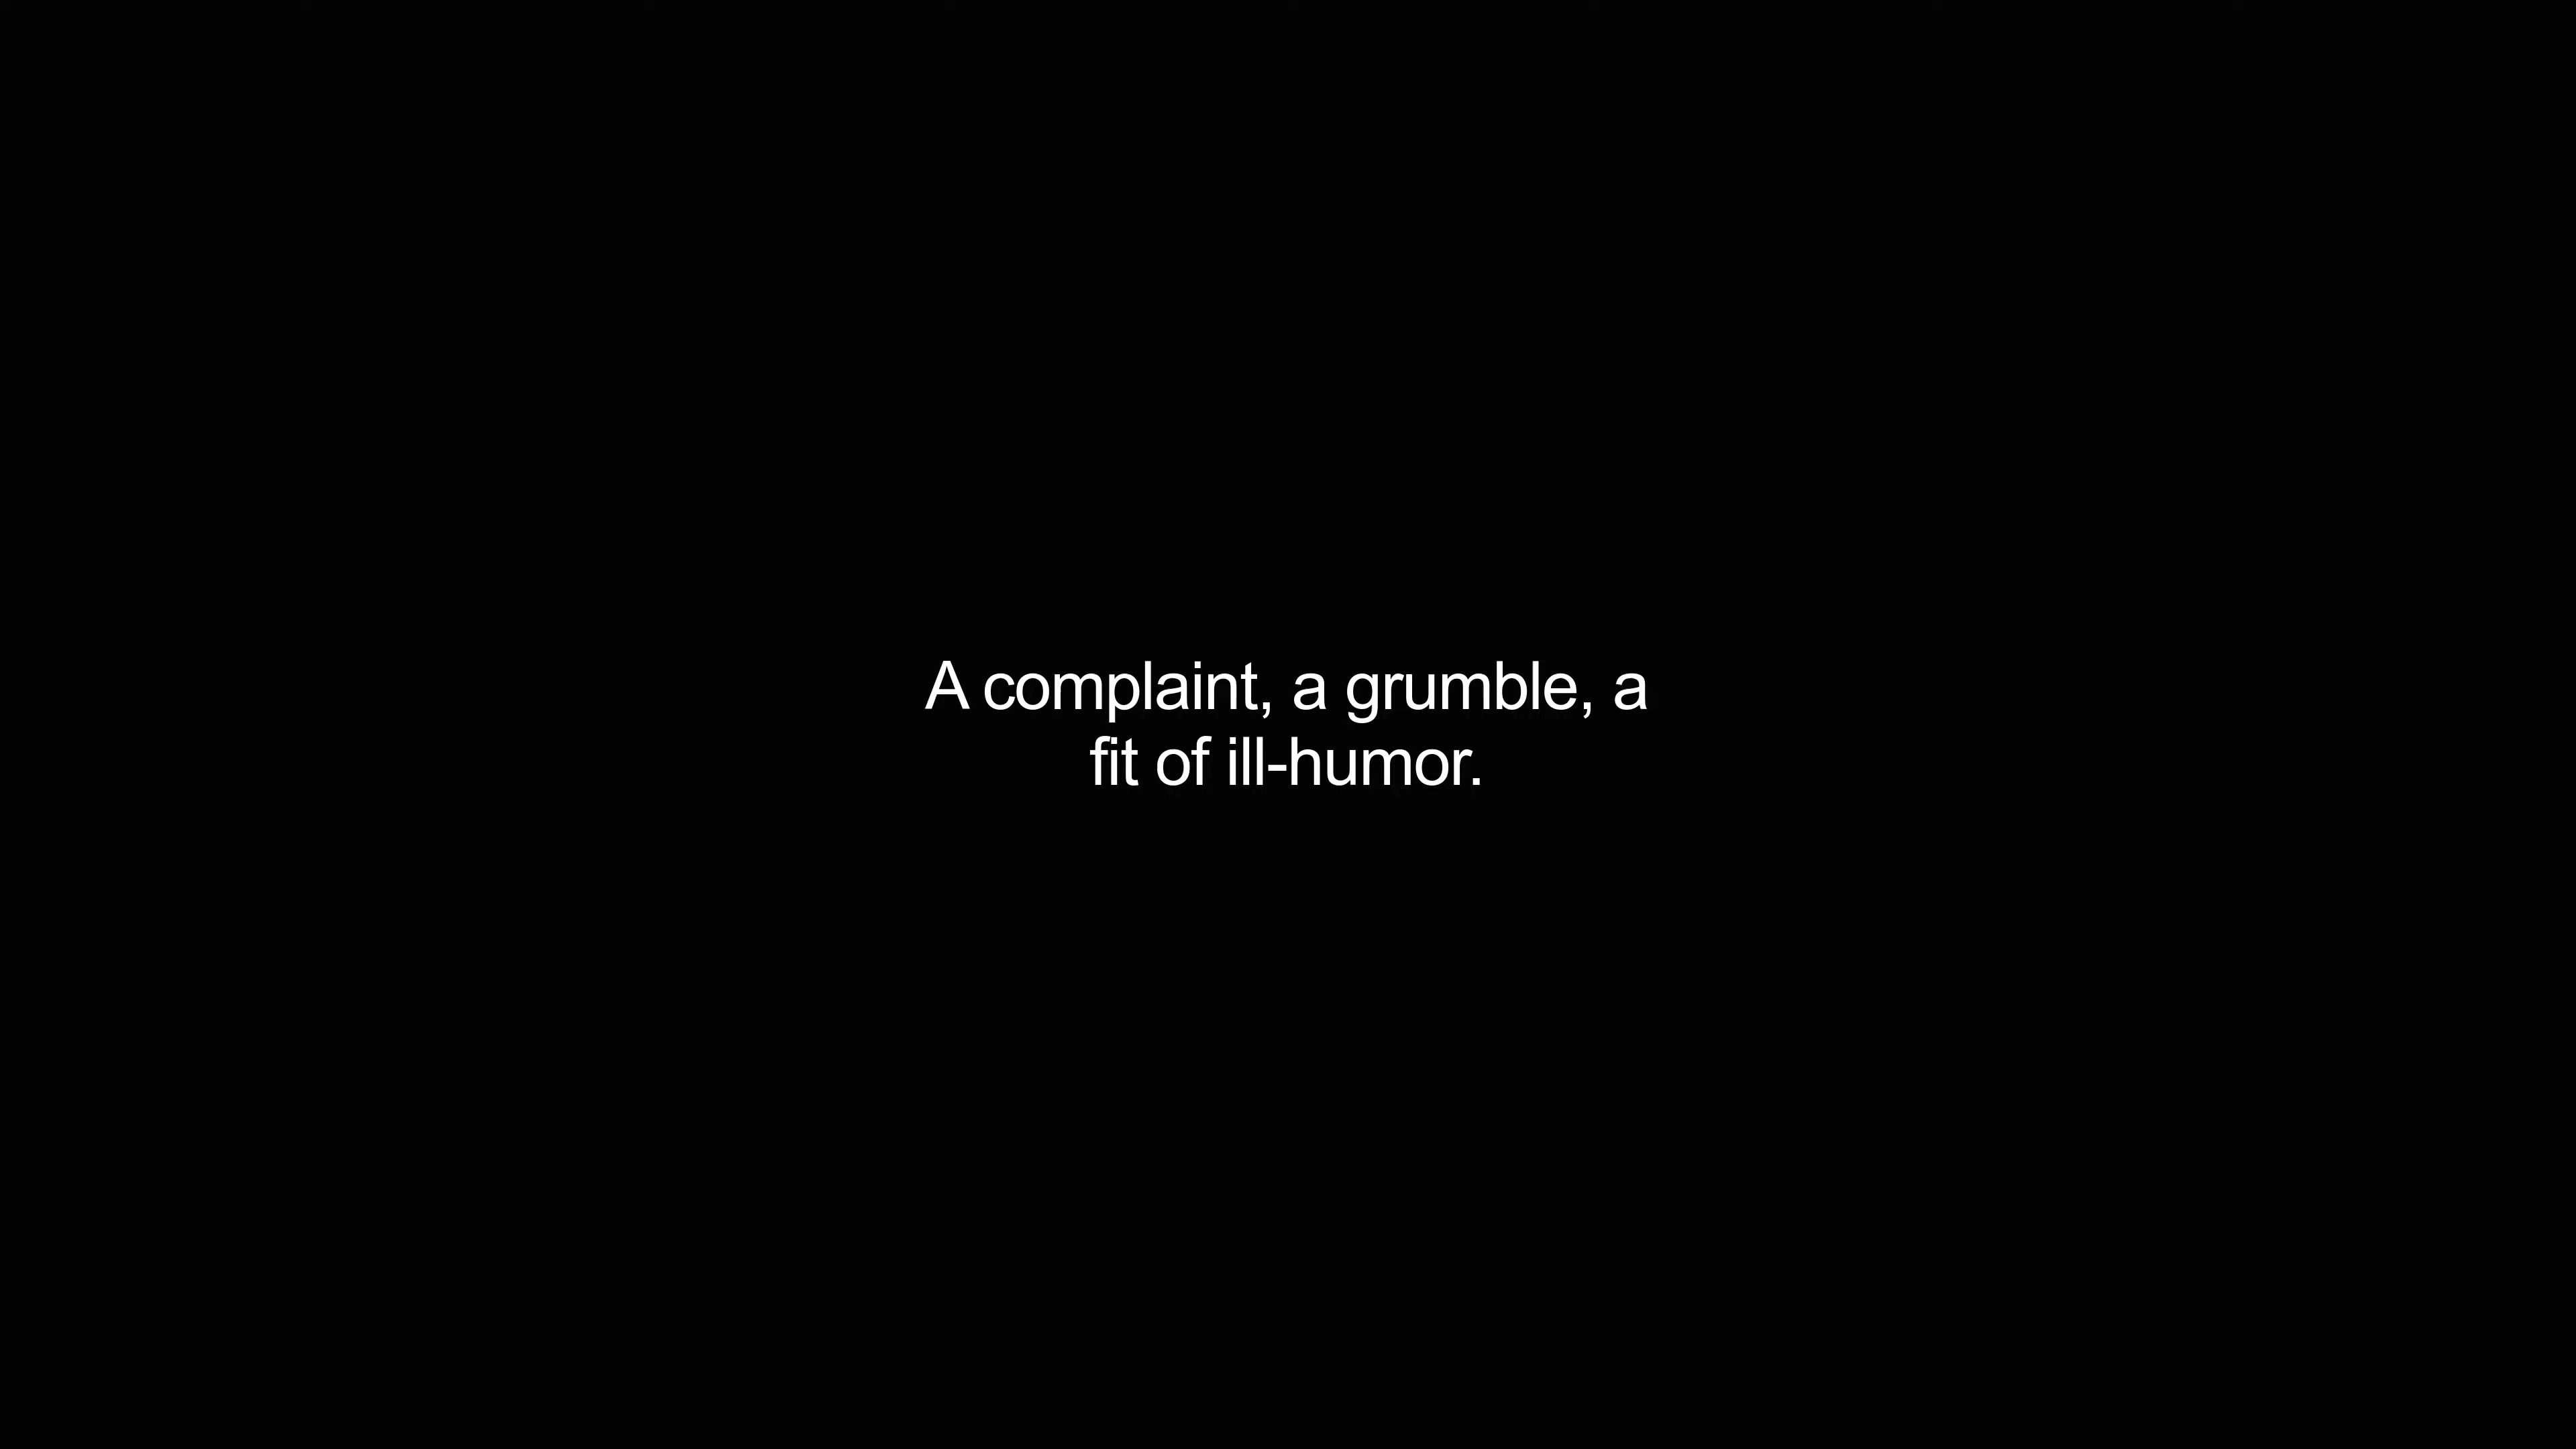 A complaint, a grumble, a
fit of ill-humor.